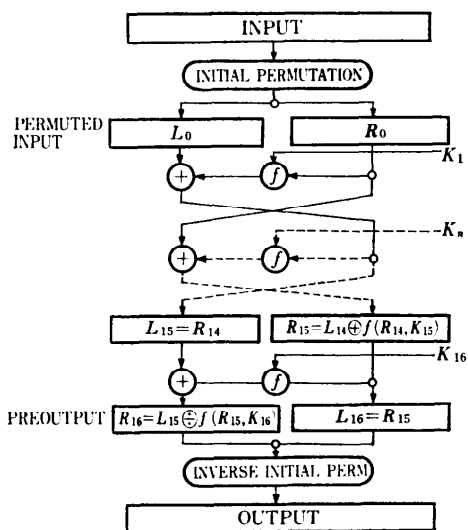 INPUT
INITIAL PERMUTATION
PERMUTED
INPUT
L₀
R₀
K₁
+
f
Kₙ
+
f
L₁₅=R₁₄
R₁₅=L₁₄⊕f(R₁₄,K₁₅)
K₁₆
+
f
PREOUTPUT
R₁₆=L₁₅⊕f(R₁₅,K₁₆)
L₁₆=R₁₅
INVERSE INITIAL PERM
OUTPUT